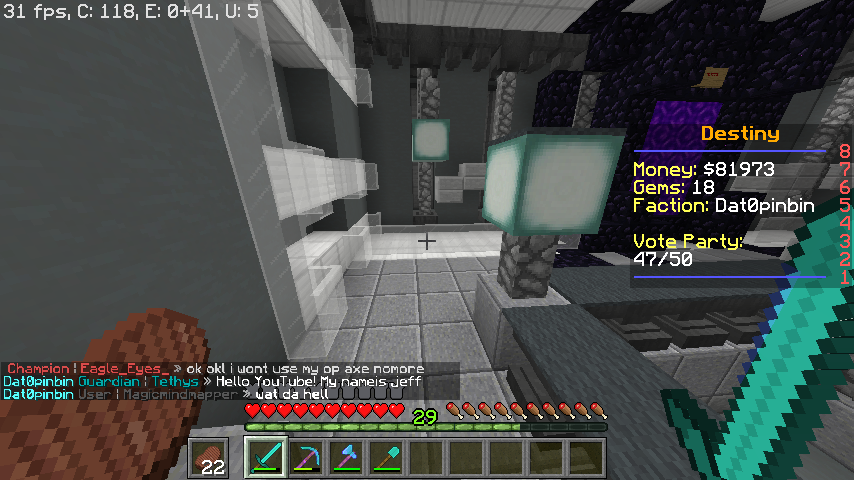 31 fps, C: 118, E: 0+41, U: 5
Destiny
8
Money: $81973 7
Gems: 18 6
Faction: Dat0pinbin 5
4
Vote Party: 3
47/50 2
1
Champion | Eagle_Eyes_ » ok okl i wont use my op axe nomore
Dat0pinbin Guardian | Tethys » Hello YouTube! My nameis Jeff
Dat0pinbin User | Magicmindmapper » wat da hell
29
22